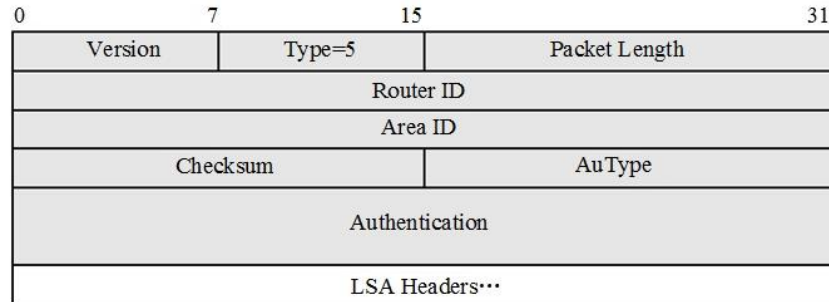 0 7 15 31
Version Type=5 Packet Length
Router ID
Area ID
Checksum AuType
Authentication
LSA Headers···